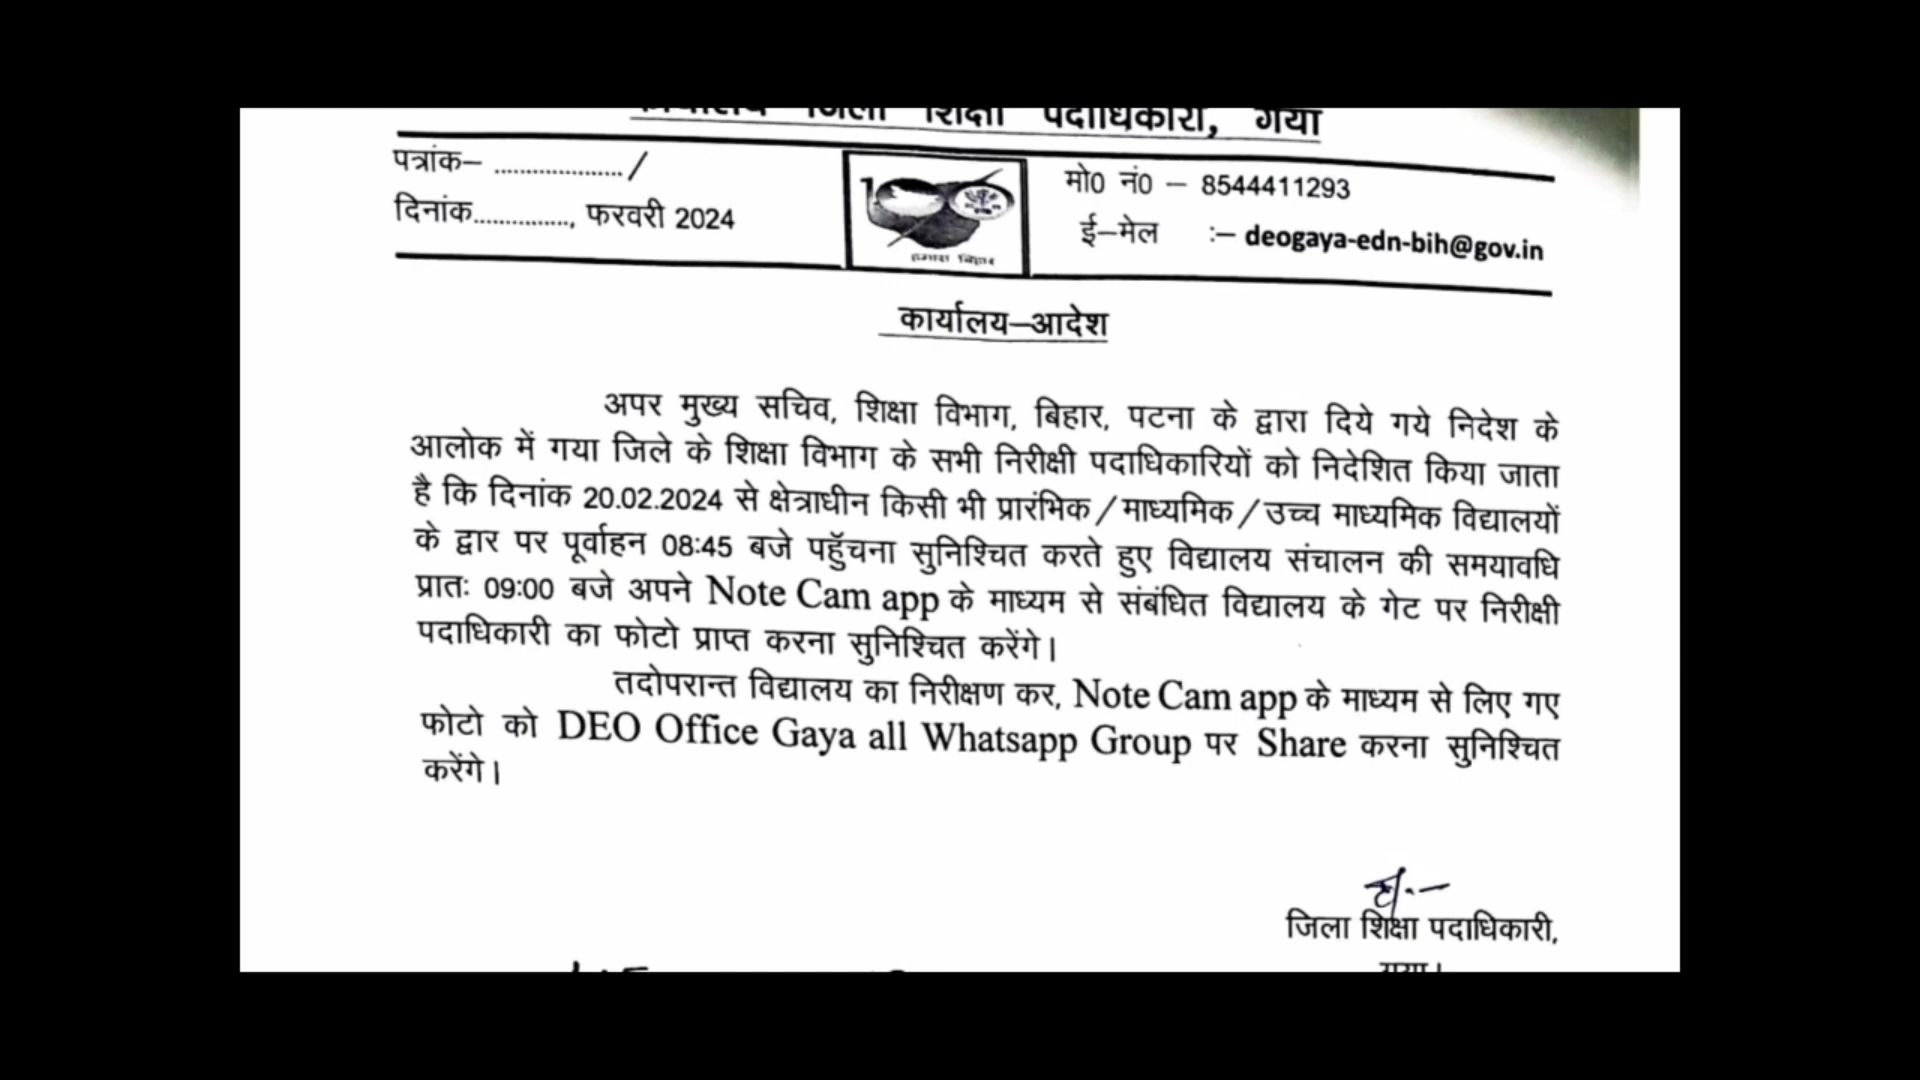 कार्यालय जिला शिक्षा पदाधिकारी, गया
पत्रांक– ..................... /
दिनांक................, फरवरी 2024
हमारा बिहार
मो0 नं0 – 8544411293
ई–मेल :– deogaya-edn-bih@gov.in
कार्यालय–आदेश
अपर मुख्य सचिव, शिक्षा विभाग, बिहार, पटना के द्वारा दिये गये निदेश के
आलोक में गया जिले के शिक्षा विभाग के सभी निरीक्षी पदाधिकारियों को निदेशित किया जाता
है कि दिनांक 20.02.2024 से क्षेत्राधीन किसी भी प्रारंभिक/माध्यमिक/उच्च माध्यमिक विद्यालयों
के द्वार पर पूर्वाहन 08:45 बजे पहुँचना सुनिश्चित करते हुए विद्यालय संचालन की समयावधि
प्रातः 09:00 बजे अपने Note Cam app के माध्यम से संबंधित विद्यालय के गेट पर निरीक्षी
पदाधिकारी का फोटो प्राप्त करना सुनिश्चित करेंगे।
तदोपरान्त विद्यालय का निरीक्षण कर, Note Cam app के माध्यम से लिए गए
फोटो को DEO Office Gaya all Whatsapp Group पर Share करना सुनिश्चित
करेंगे।
जिला शिक्षा पदाधिकारी,
गया।